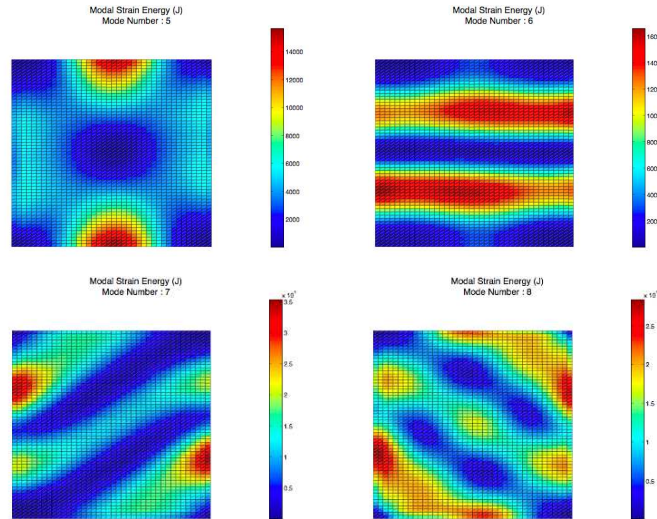 Modal Strain Energy (J)
Mode Number : 5
14000
12000
10000
8000
6000
4000
2000
Modal Strain Energy (J)
Mode Number : 6
Modal Strain Energy (J)
Mode Number : 7
3.5
3
2.5
2
1.5
1
0.5
Modal Strain Energy (J)
Mode Number : 8
2.5
2
1.5
1
0.5